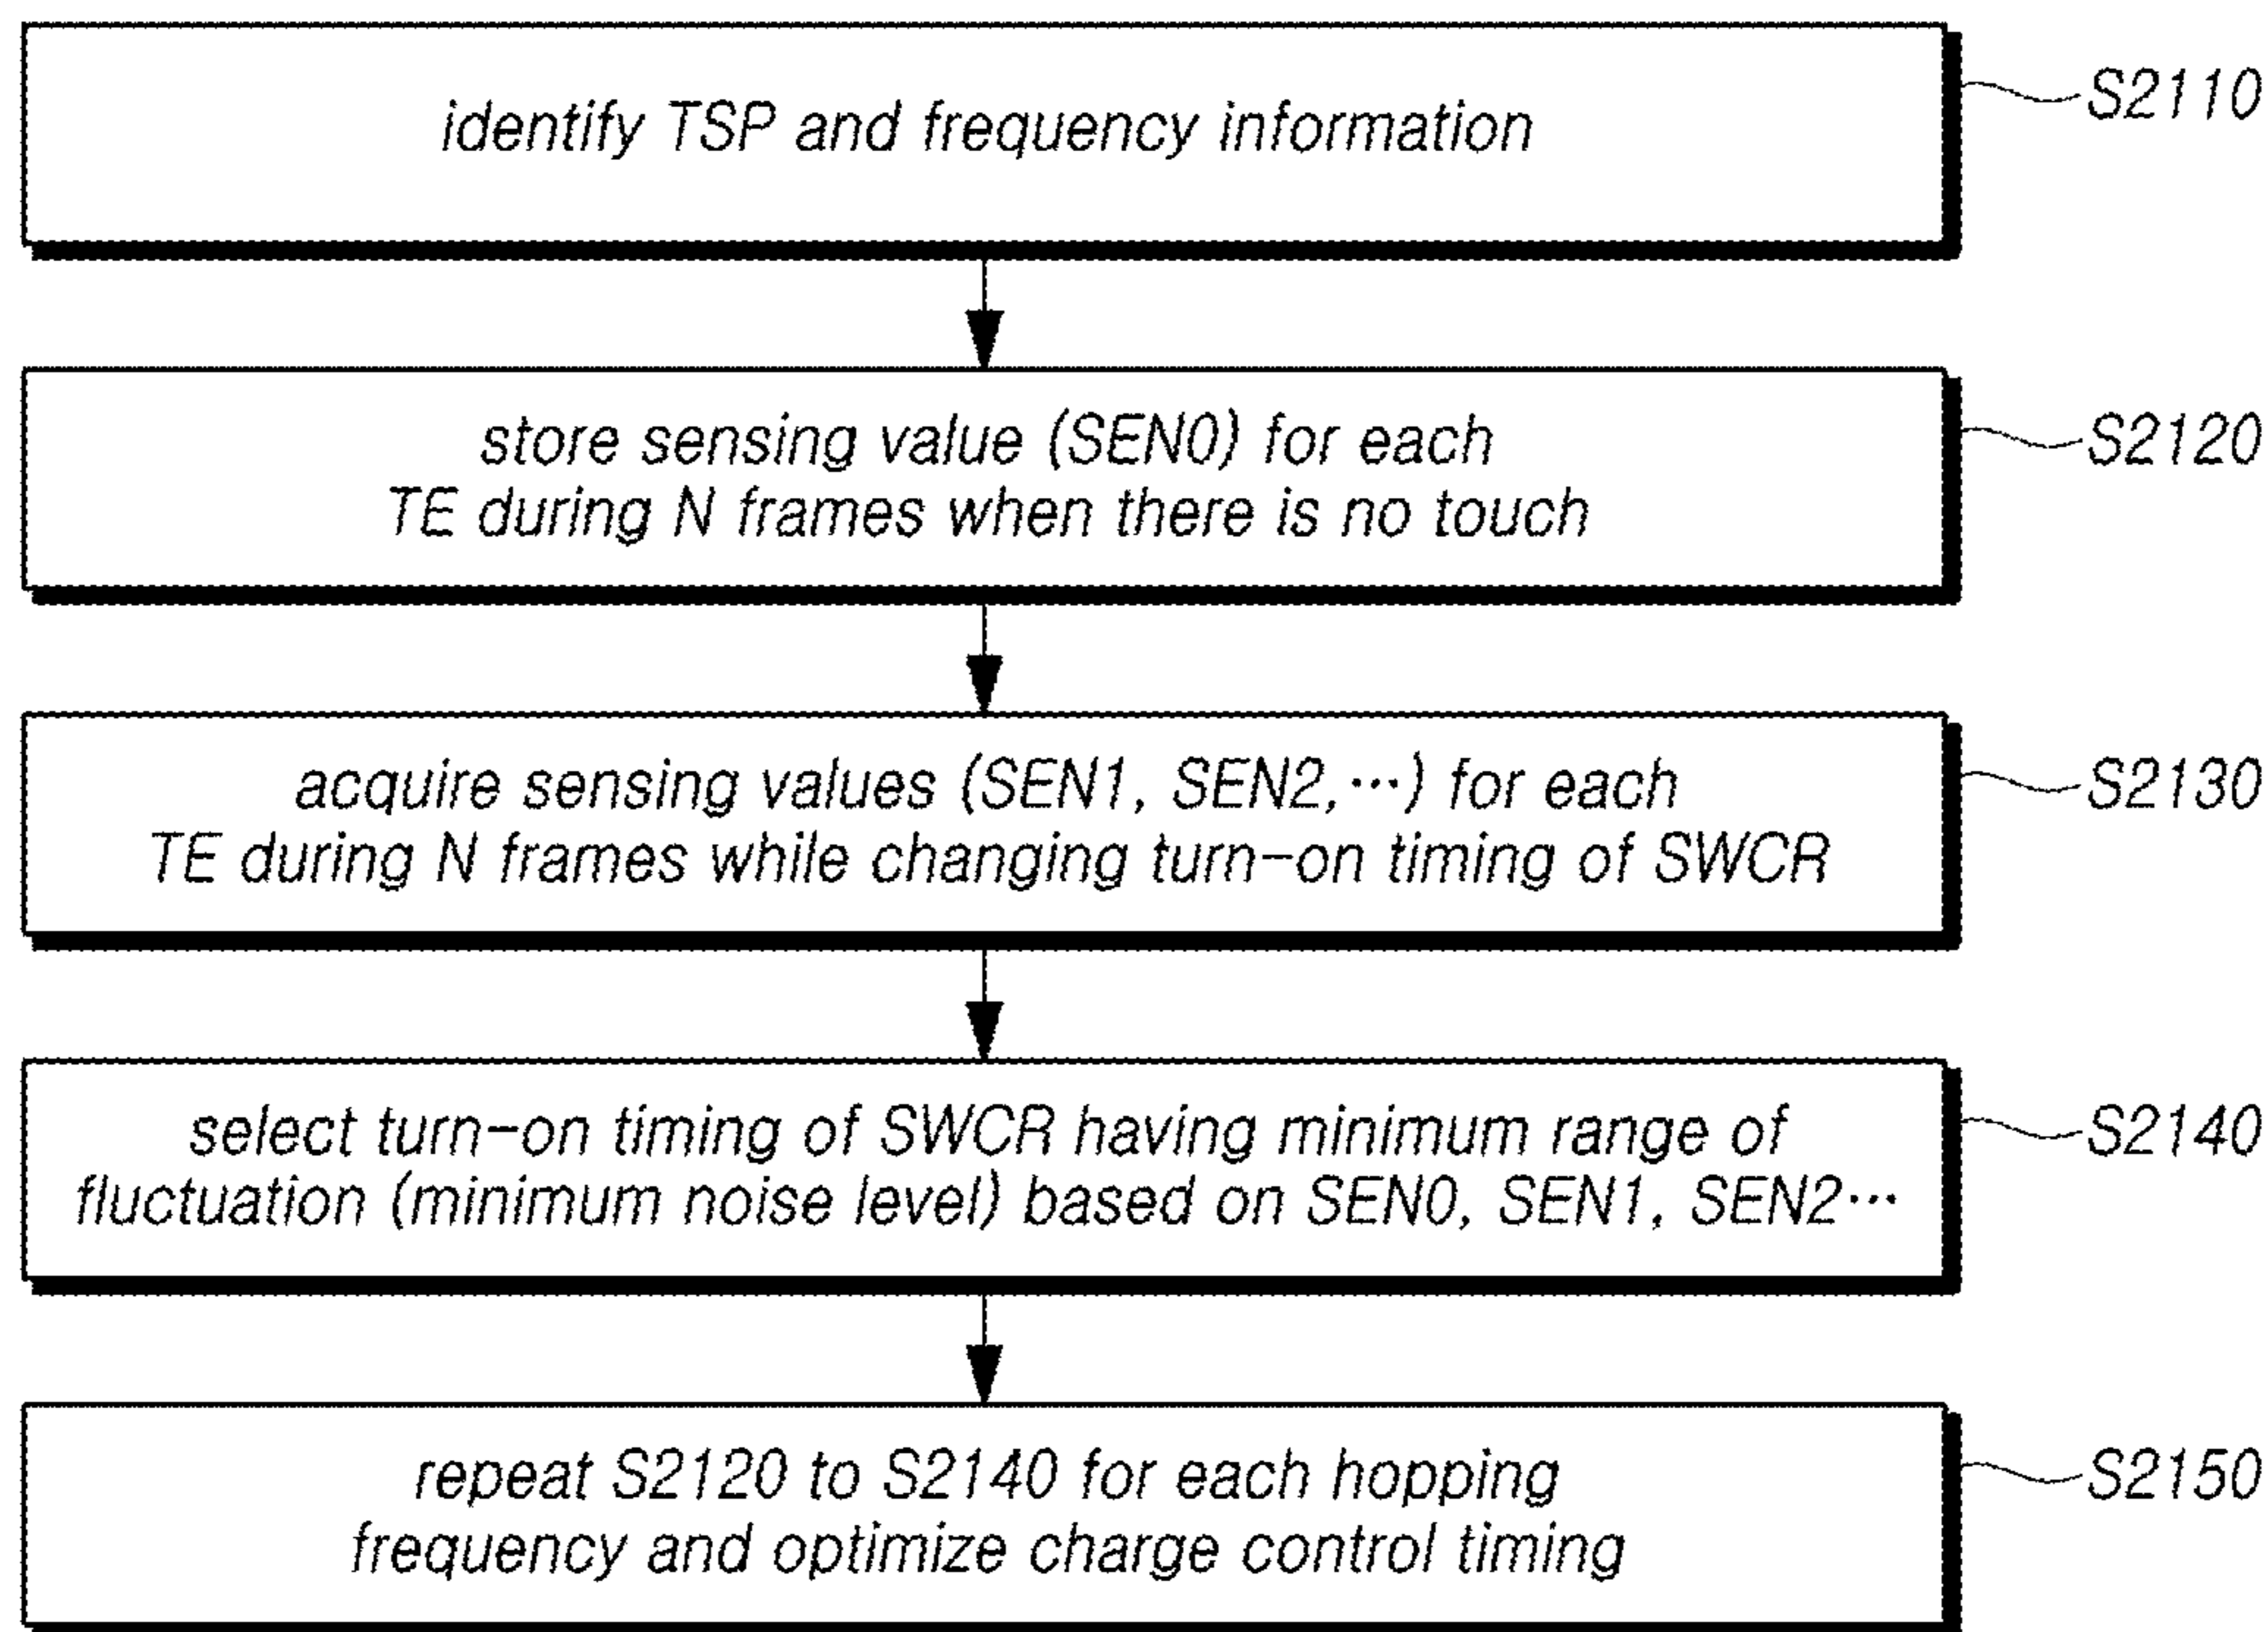 identify TSP and frequency information
S2110
store sensing value (SEN0) for each
TE during N frames when there is no touch
S2120
acquire sensing values (SEN1, SEN2,⋯) for each
TE during N frames while changing turn-on timing of SWCR
S2130
select turn-on timing of SWCR having minimum range of
fluctuation (minimum noise level) based on SEN0, SEN1, SEN2⋯
S2140
repeat S2120 to S2140 for each hopping
frequency and optimize charge control timing
S2150